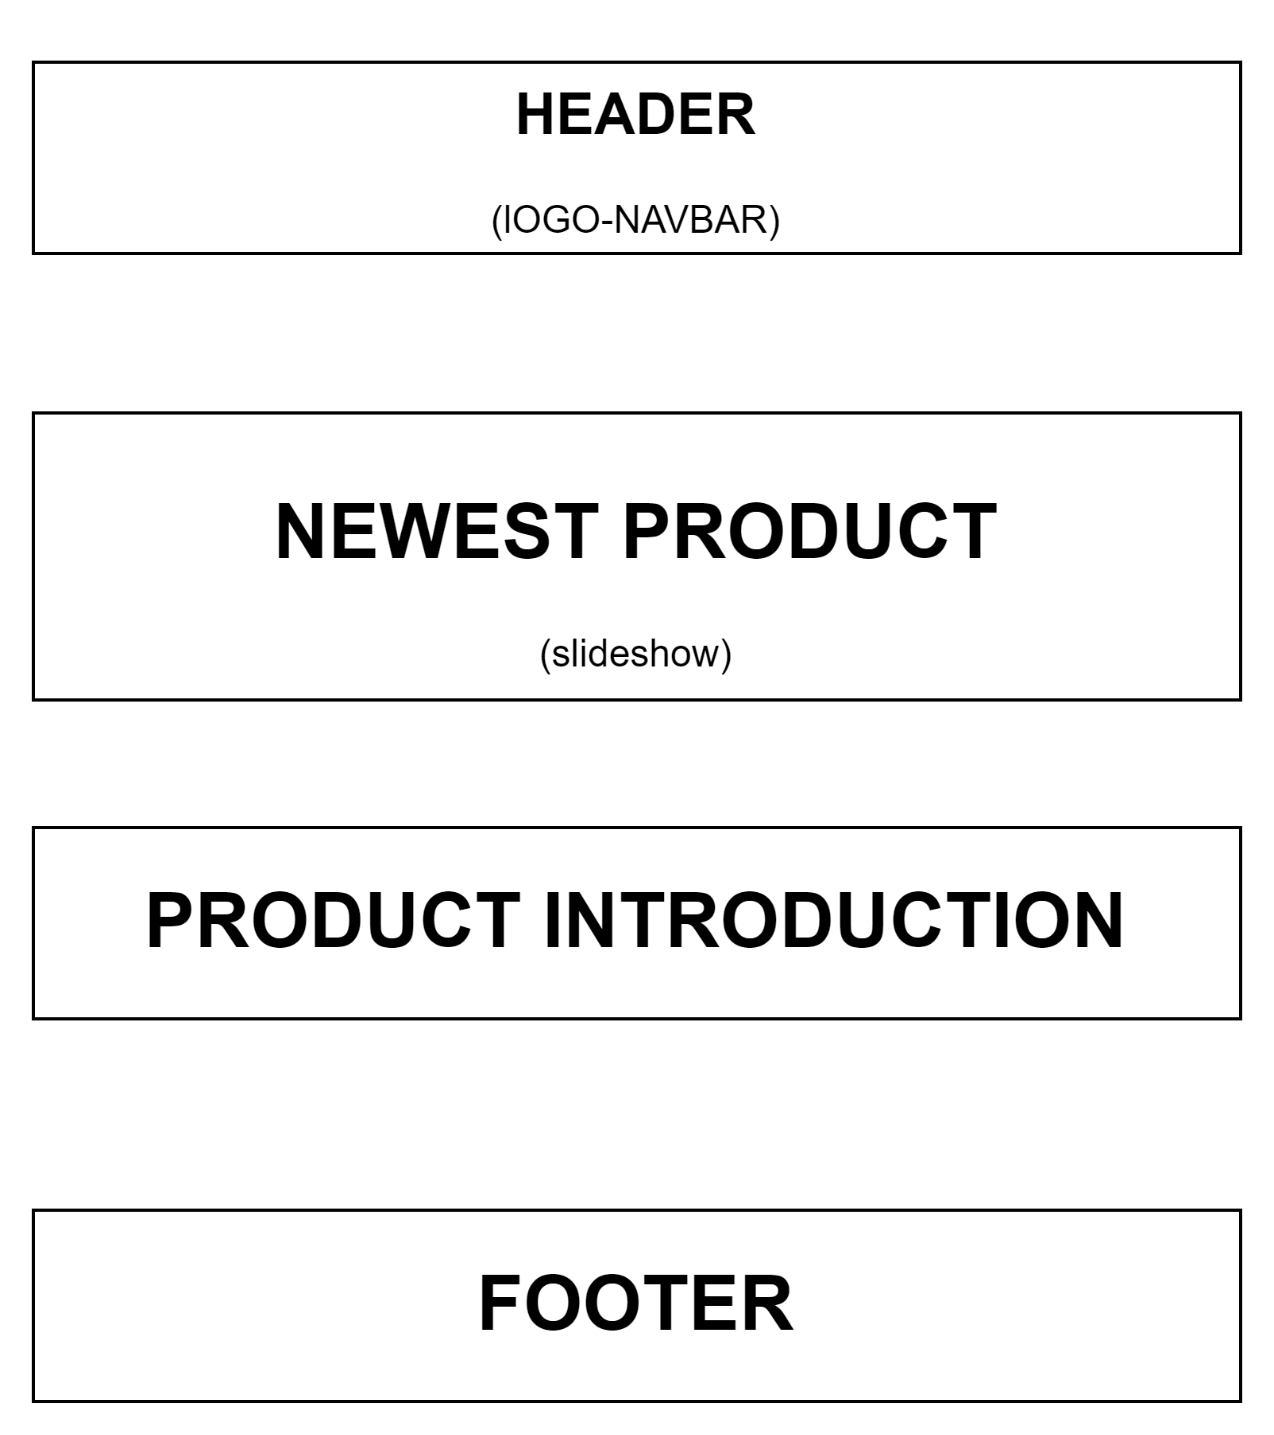 HEADER
(lOGO-NAVBAR)
NEWEST PRODUCT
(slideshow)
PRODUCT INTRODUCTION
FOOTER